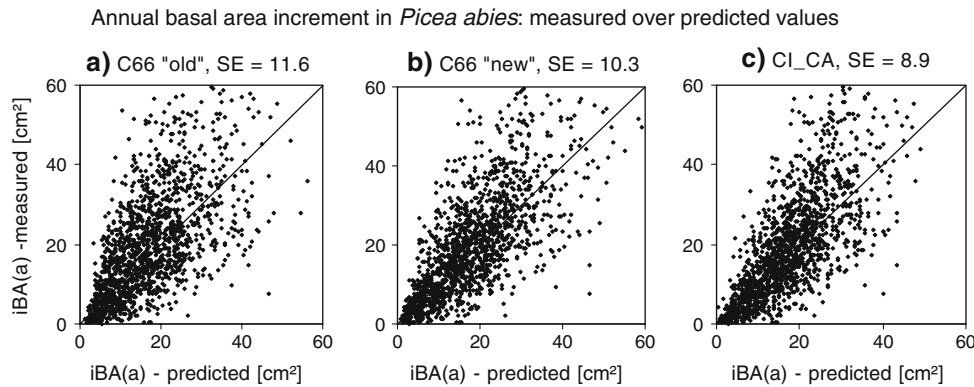 Annual basal area increment in Picea abies: measured over predicted values
a) C66 "old", SE = 11.6
b) C66 "new", SE = 10.3
c) CI_CA, SE = 8.9
iBA(a) -measured [cm²]
60
40
20
0
0 20 40 60
iBA(a) - predicted [cm²]
60
40
20
0
0 20 40 60
iBA(a) - predicted [cm²]
60
40
20
0
0 20 40 60
iBA(a) - predicted [cm²]